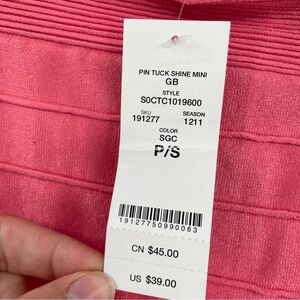 PIN TUCK SHINE MINI
GB
STYLE
S0CTC1019600
SKU SEASON
191277 1211
COLOR
SGC
P/S
19127750990063
CN $45.00
US $39.00